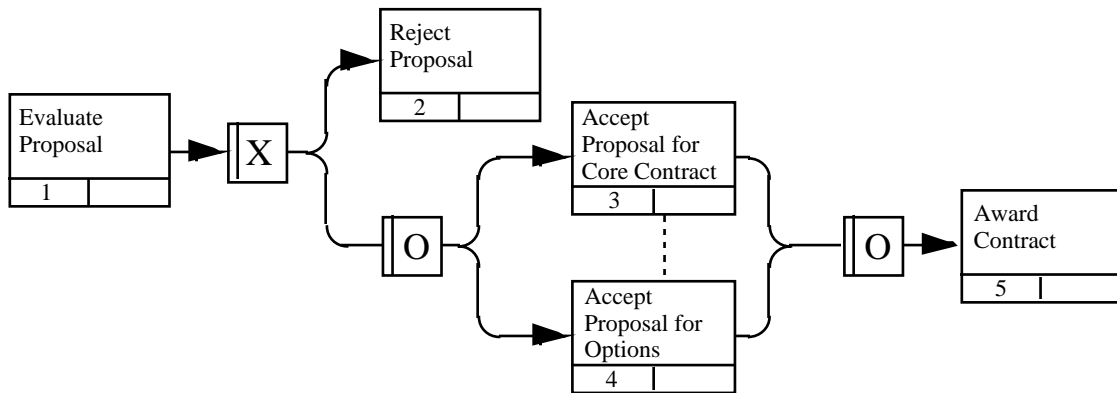 Reject
Proposal
2
Evaluate
Proposal
1
X
Accept
Proposal for
Core Contract
3
O
Accept
Proposal for
Options
4
O
Award
Contract
5